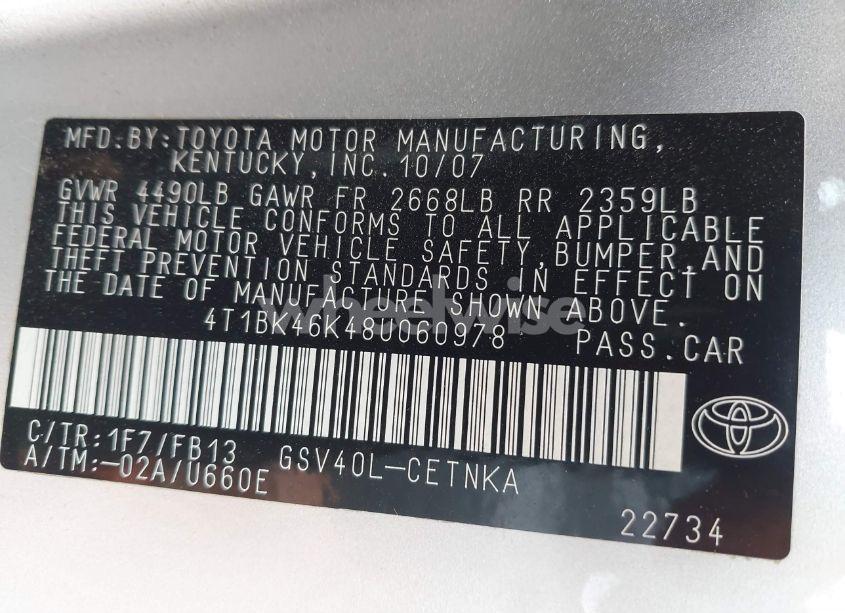 MFD.BY:TOYOTA MOTOR MANUFACTURING,
KENTUCKY,INC.10/07
GVWR 4490LB GAWR FR 2668LB RR 2359LB
THIS VEHICLE CONFORMS TO ALL APPLICABLE
FEDERAL MOTOR VEHICLE SAFETY,BUMPER,AND
THEFT PREVENTION STANDARDS IN EFFECT ON
THE DATE OF MANUFACTURE SHOWN ABOVE.
wheelwise
4T1BK46K48U060978 PASS.CAR
C/TR:1F7/FB13 GSV40L-CETNKA
A/TM:-02A/U660E
22734